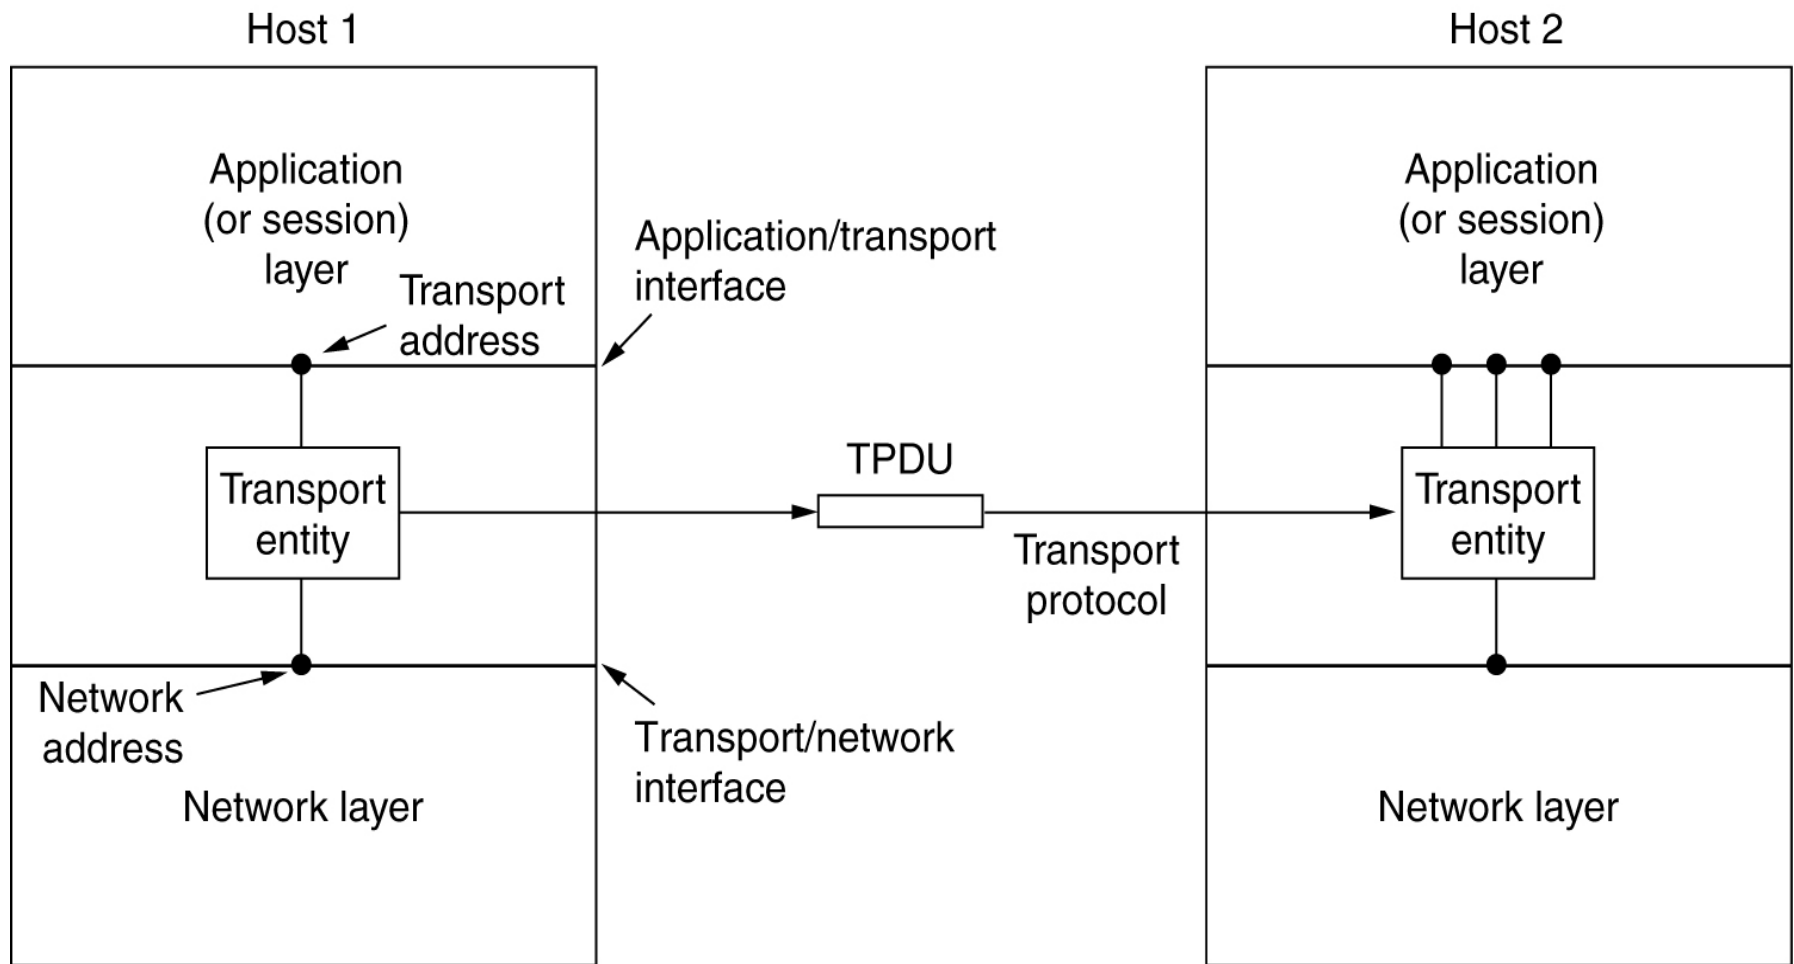 Host 1
Host 2
Application
(or session)
layer
Transport
address
Application/transport
interface
Application
(or session)
layer
Transport
entity
TPDU
Transport
protocol
Transport
entity
Network
address
Transport/network
interface
Network layer
Network layer